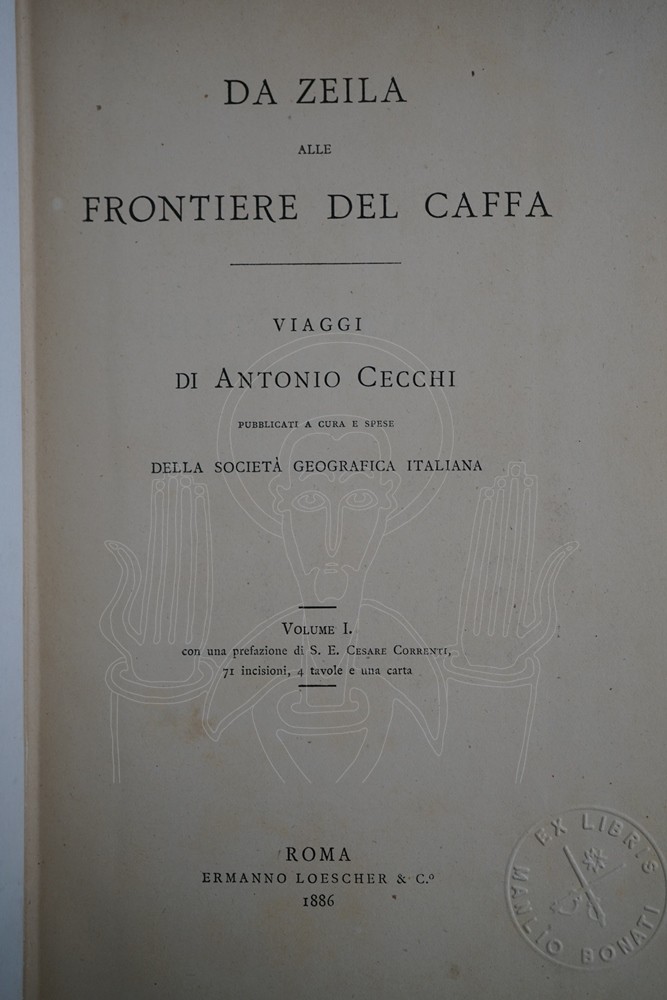 DA ZEILA
ALLE
FRONTIERE DEL CAFFA
VIAGGI
DI ANTONIO CECCHI
PUBBLICATI A CURA E SPESE
DELLA SOCIETÀ GEOGRAFICA ITALIANA
VOLUME I.
con una prefazione di S. E. CESARE CORRENTI,
71 incisioni, 4 tavole e una carta
ROMA
ERMANNO LOESCHER & C.º
1886
EX LIBRIS
MANLIO BONATI